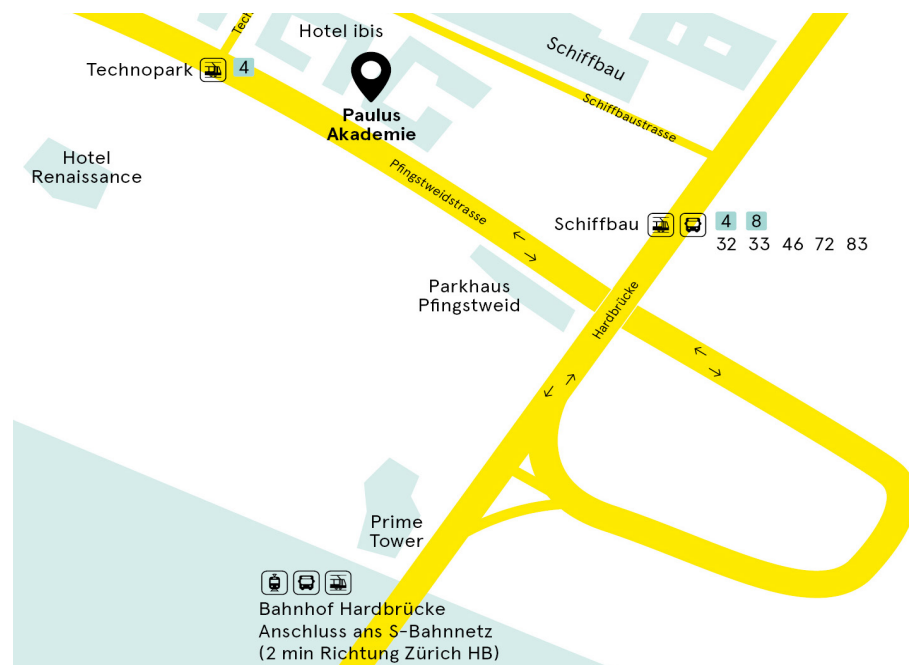 Tech
Hotel ibis
Technopark 4
Schiffbau
Paulus
Akademie
Schiffbaustrasse
Hotel
Renaissance
Pfingstweidstrasse
Schiffbau 4 8
32 33 46 72 83
Parkhaus
Pfingstweid
Hardbrücke
Prime
Tower
Bahnhof Hardbrücke
Anschluss ans S-Bahnnetz
(2 min Richtung Zürich HB)